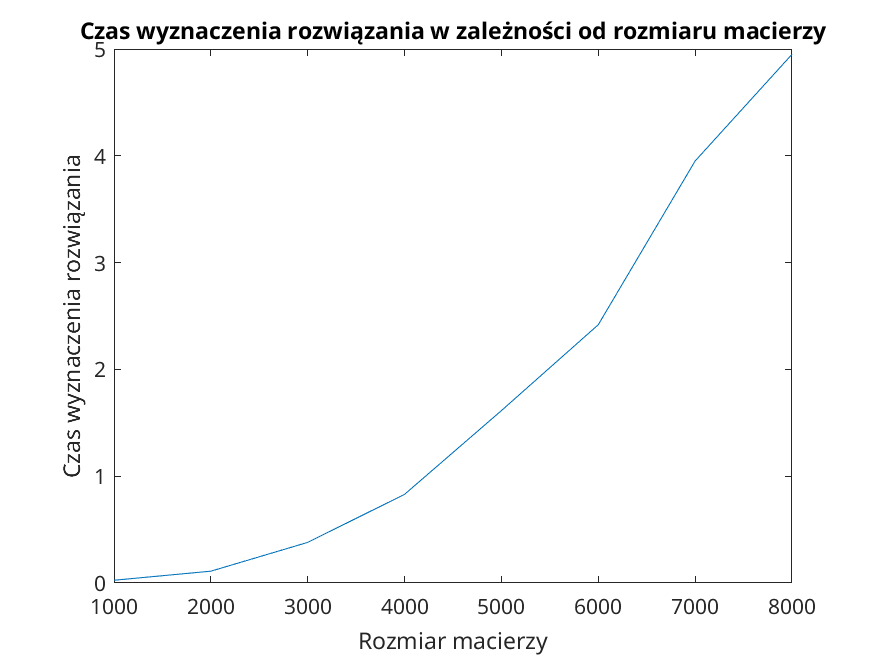 Czas wyznaczenia rozwiązania w zależności od rozmiaru macierzy
5
4
3
2
1
0
Czas wyznaczenia rozwiązania
1000 2000 3000 4000 5000 6000 7000 8000
Rozmiar macierzy